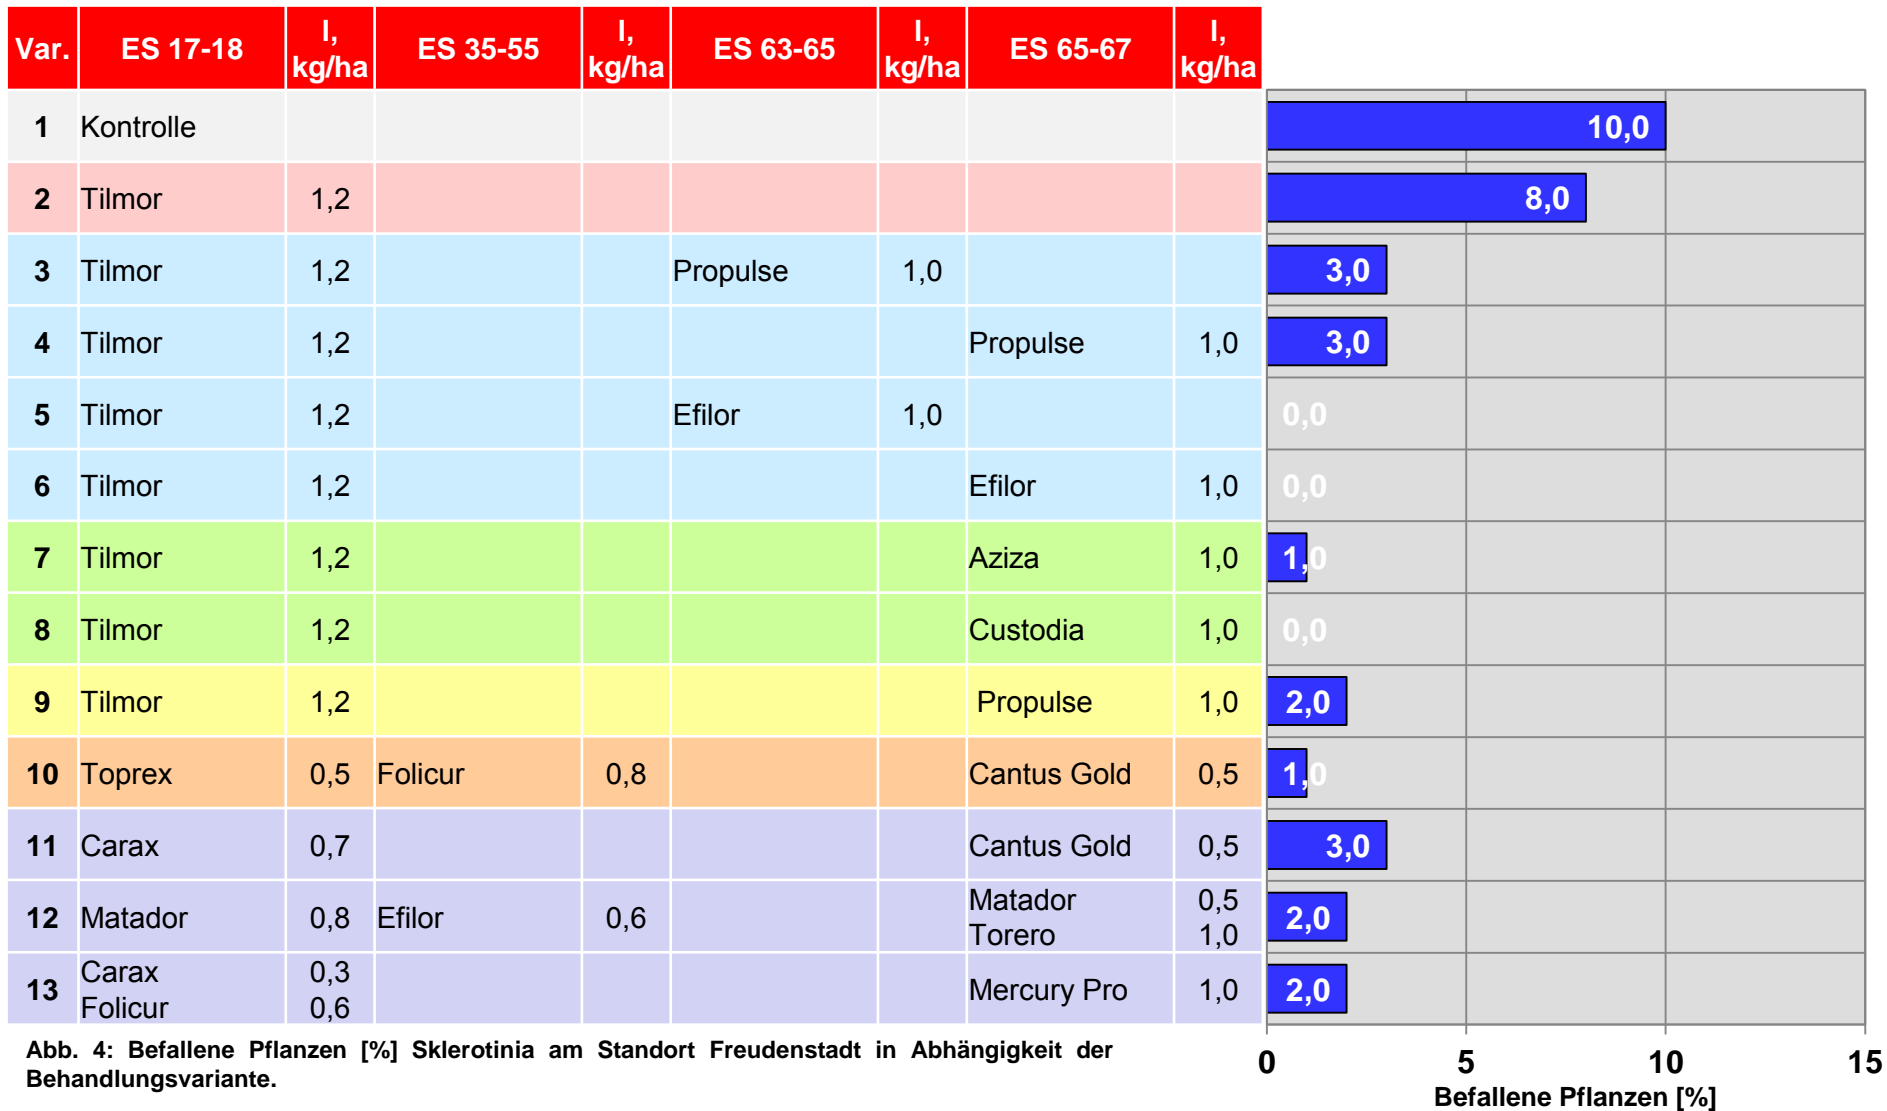 Var. ES 17-18 l, kg/ha ES 35-55 l, kg/ha ES 63-65 l, kg/ha ES 65-67 l, kg/ha
1 Kontrolle 10,0
2 Tilmor 1,2 8,0
3 Tilmor 1,2 Propulse 1,0 3,0
4 Tilmor 1,2 Propulse 1,0 3,0
5 Tilmor 1,2 Efilor 1,0 0,0
6 Tilmor 1,2 Efilor 1,0 0,0
7 Tilmor 1,2 Aziza 1,0 1,0
8 Tilmor 1,2 Custodia 1,0 0,0
9 Tilmor 1,2 Propulse 1,0 2,0
10 Toprex 0,5 Folicur 0,8 Cantus Gold 0,5 1,0
11 Carax 0,7 Cantus Gold 0,5 3,0
12 Matador 0,8 Efilor 0,6 Matador 0,5 2,0
Torero 1,0
13 Carax 0,3 Mercury Pro 1,0 2,0
Folicur 0,6
0 5 10 15
Befallene Pflanzen [%]
Abb. 4: Befallene Pflanzen [%] Sklerotinia am Standort Freudenstadt in Abhängigkeit der
Behandlungsvariante.